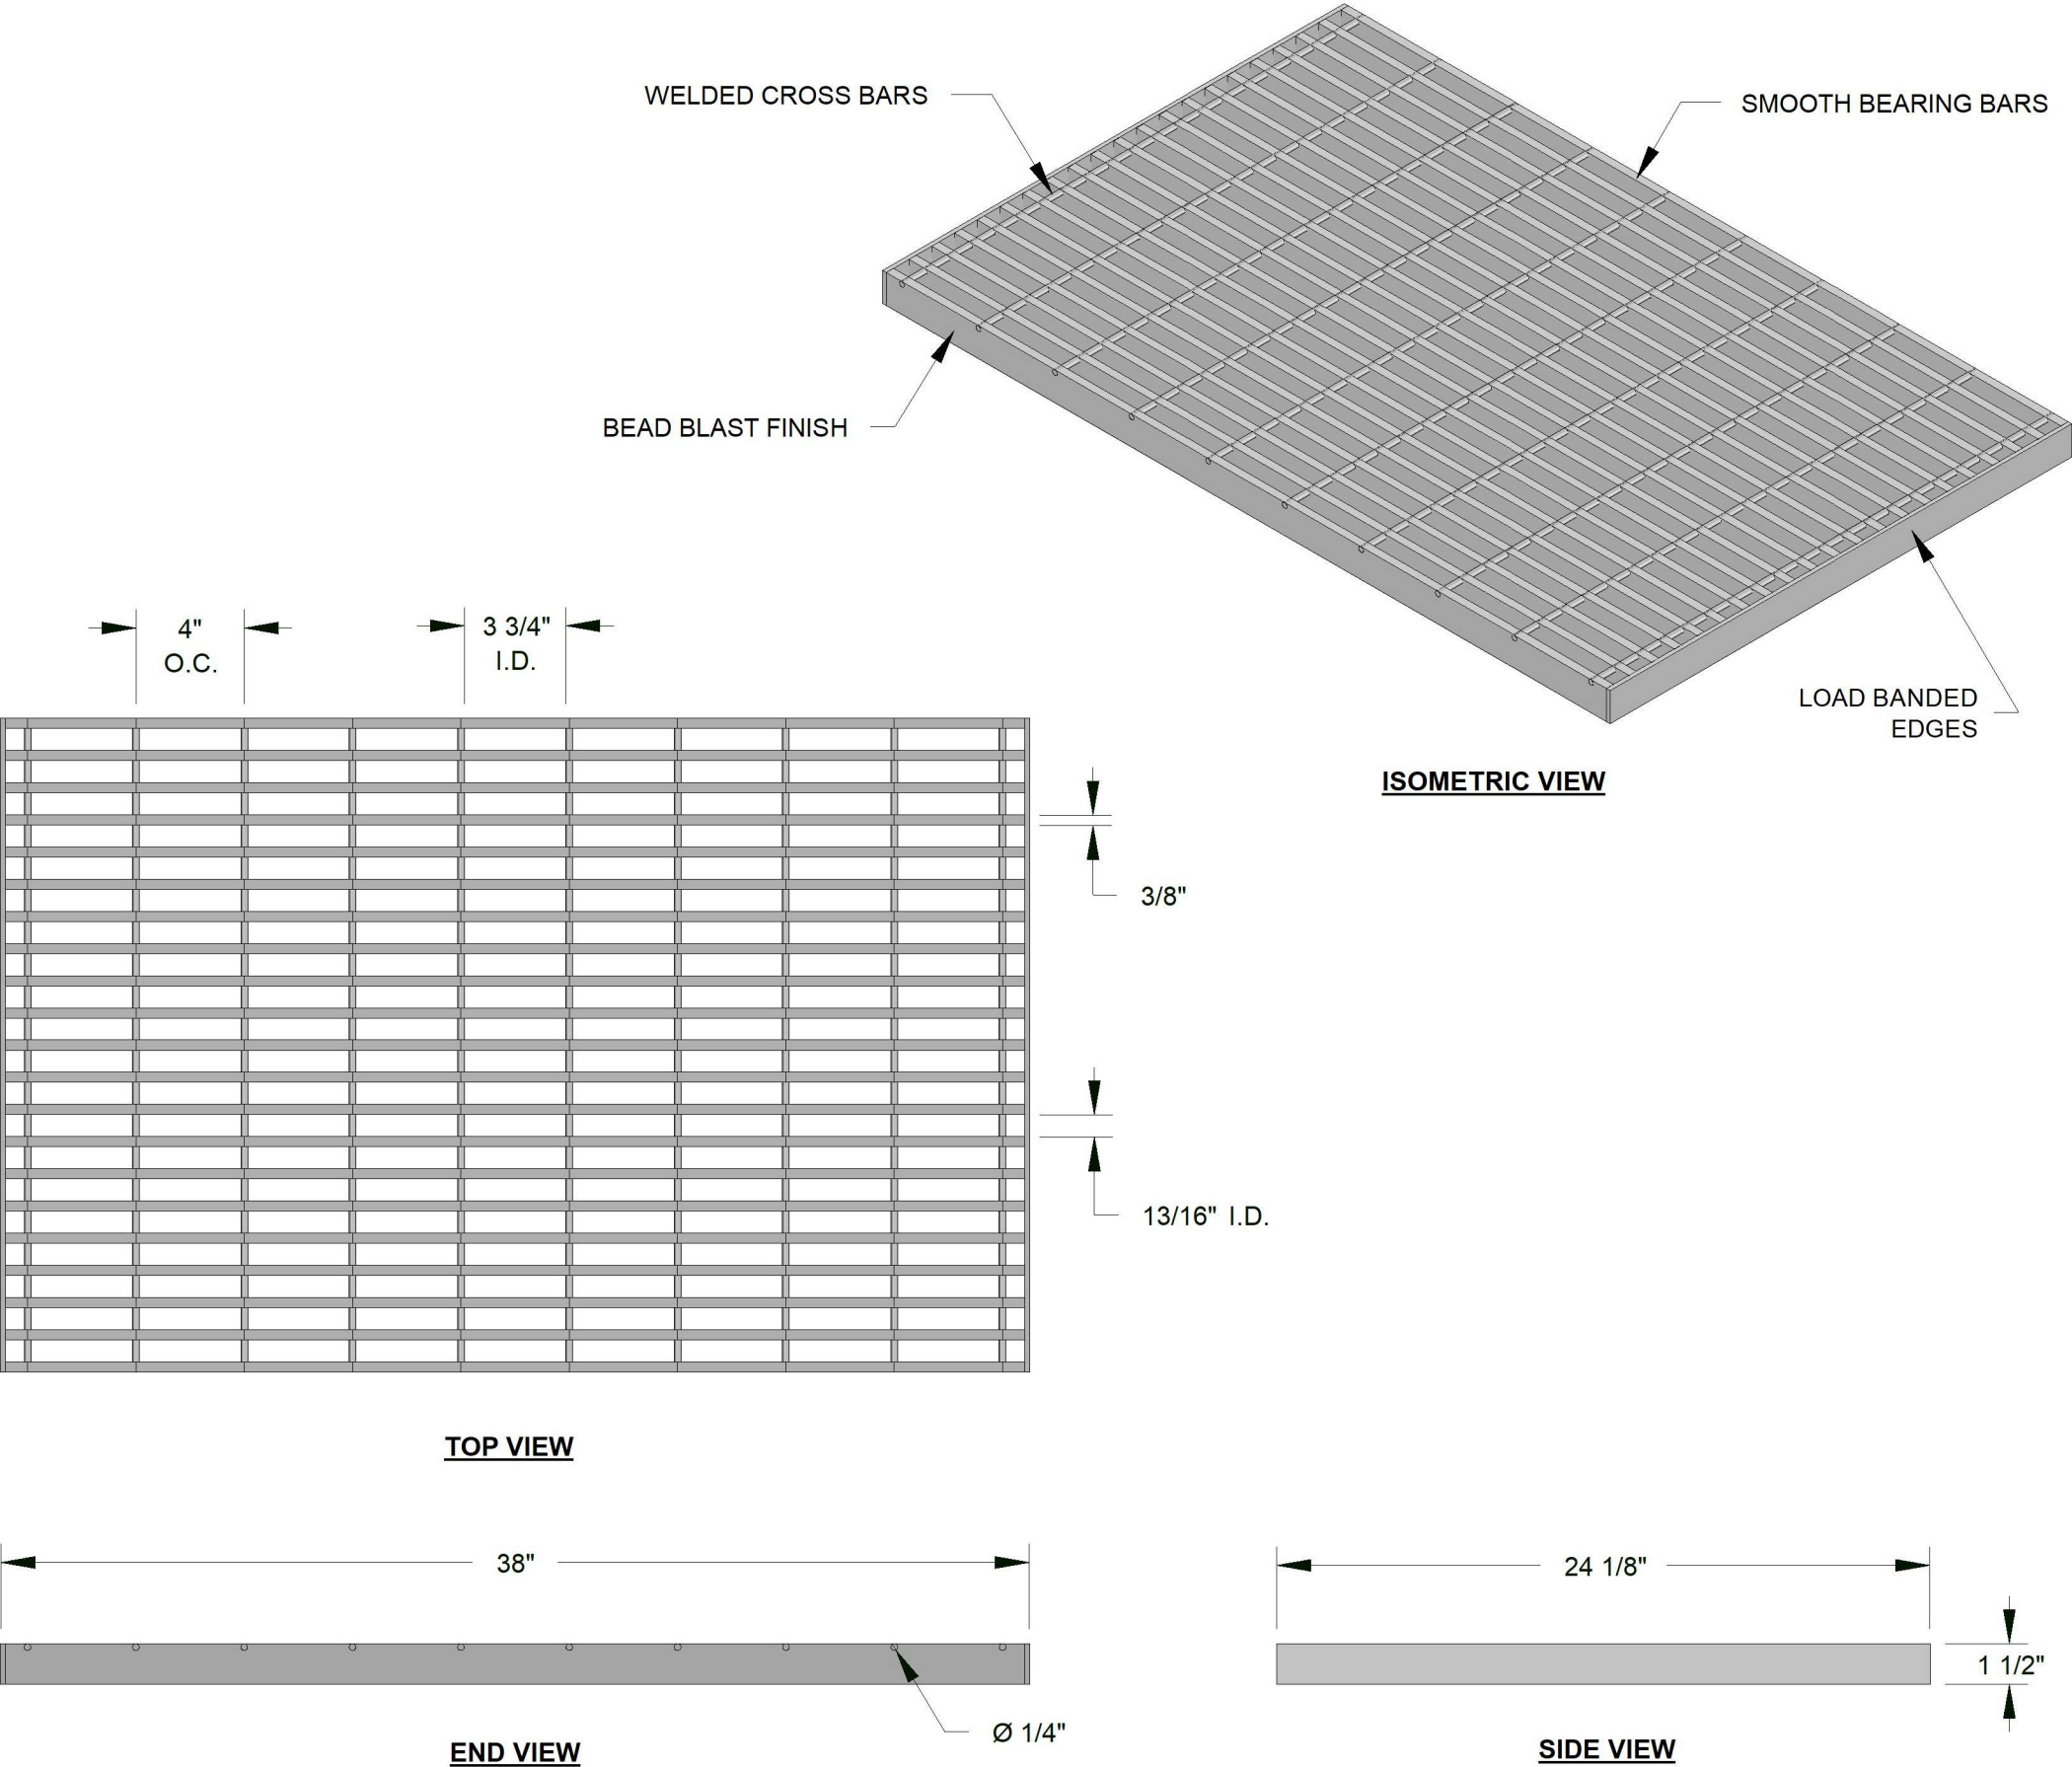 WELDED CROSS BARS
SMOOTH BEARING BARS
BEAD BLAST FINISH
LOAD BANDED
EDGES
ISOMETRIC VIEW
4"
O.C.
3 3/4"
I.D.
3/8"
13/16" I.D.
TOP VIEW
38"
Ø 1/4"
END VIEW
24 1/8"
1 1/2"
SIDE VIEW